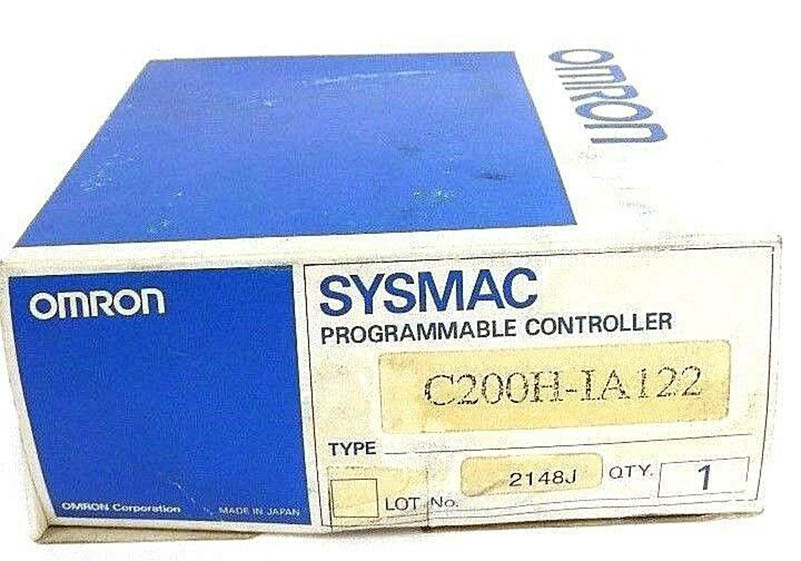 OMRON
OMRON
SYSMAC
PROGRAMMABLE CONTROLLER
C200H-IA122
TYPE
LOT No. 2148J QTY. 1
OMRON Corporation MADE IN JAPAN